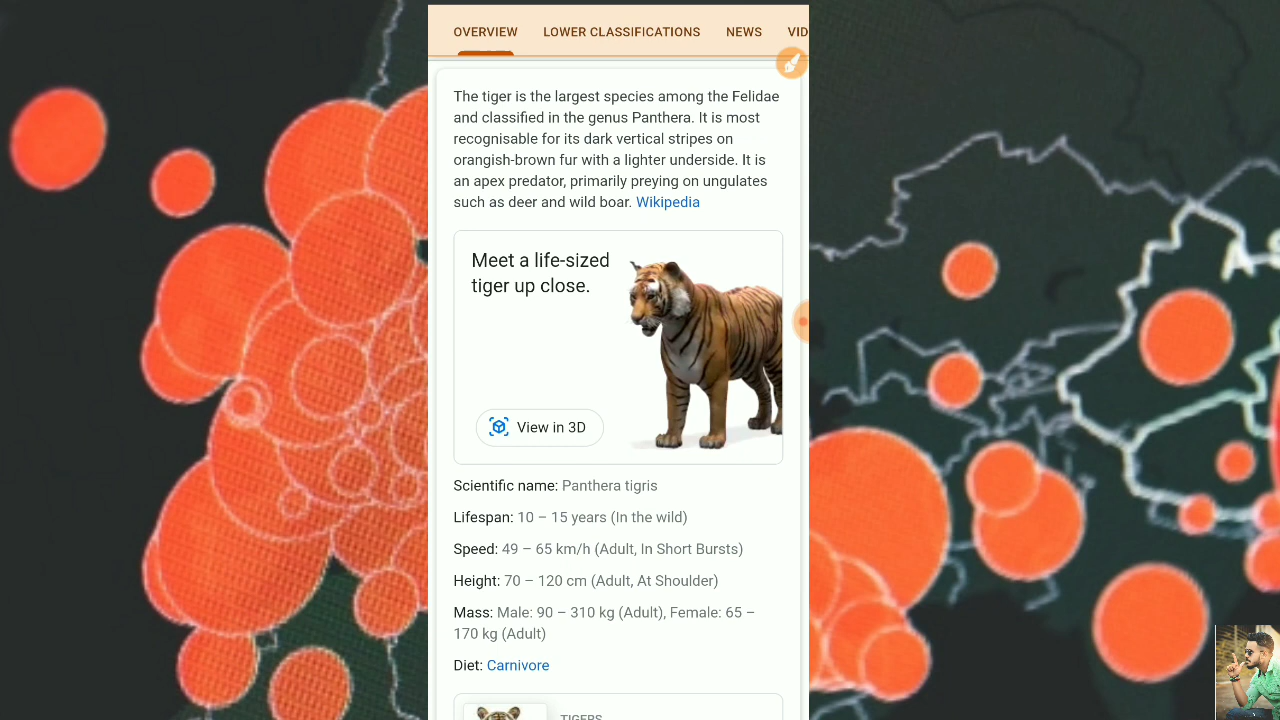 OVERVIEW LOWER CLASSIFICATIONS NEWS VID
The tiger is the largest species among the Felidae
and classified in the genus Panthera. It is most
recognisable for its dark vertical stripes on
orangish-brown fur with a lighter underside. It is
an apex predator, primarily preying on ungulates
such as deer and wild boar. Wikipedia
Meet a life-sized
tiger up close.
View in 3D
Scientific name: Panthera tigris
Lifespan: 10 – 15 years (In the wild)
Speed: 49 – 65 km/h (Adult, In Short Bursts)
Height: 70 – 120 cm (Adult, At Shoulder)
Mass: Male: 90 – 310 kg (Adult), Female: 65 –
170 kg (Adult)
Diet: Carnivore
TIGERS